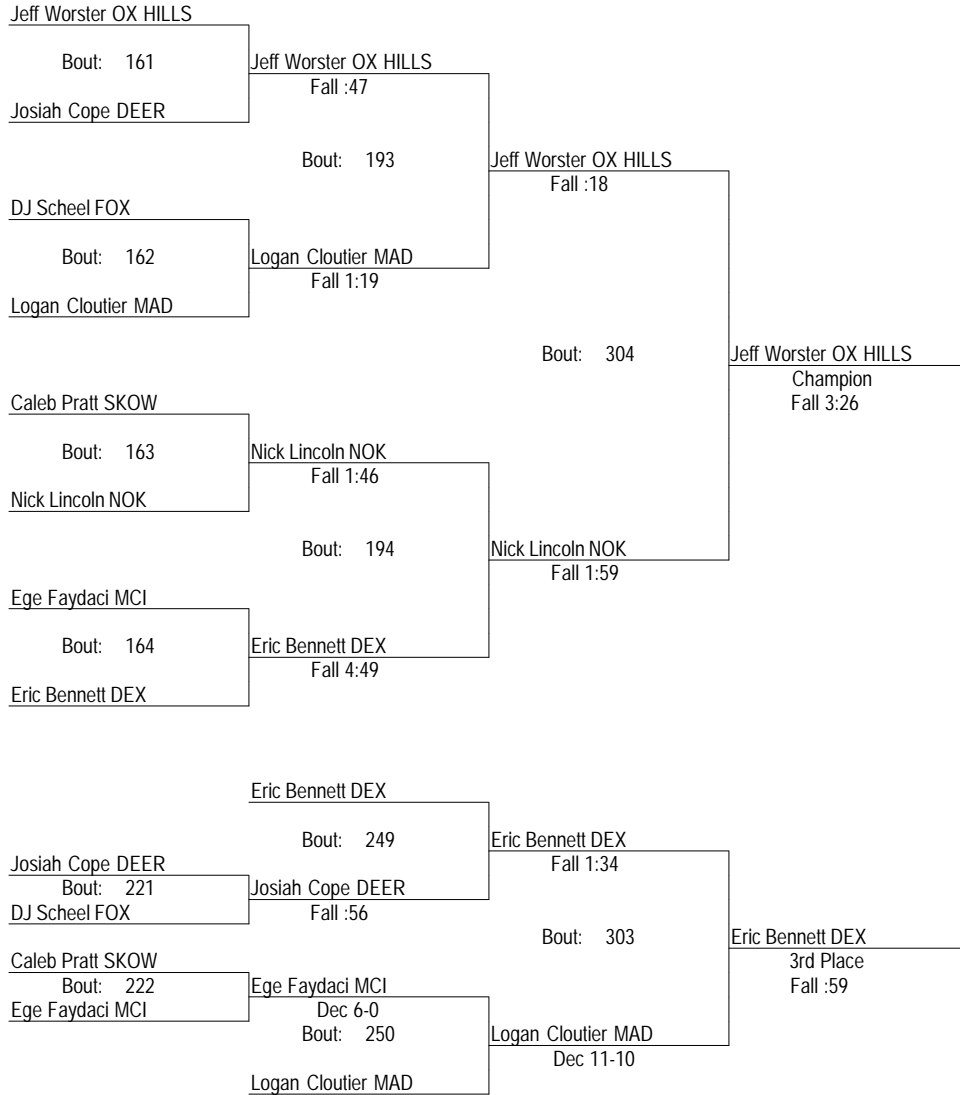 Jeff Worster OX HILLS
Bout: 161
Jeff Worster OX HILLS
Fall :47
Josiah Cope DEER
Bout: 193
Jeff Worster OX HILLS
Fall :18
DJ Scheel FOX
Bout: 162
Logan Cloutier MAD
Fall 1:19
Logan Cloutier MAD
Bout: 304
Jeff Worster OX HILLS
Champion
Fall 3:26
Caleb Pratt SKOW
Bout: 163
Nick Lincoln NOK
Fall 1:46
Nick Lincoln NOK
Bout: 194
Nick Lincoln NOK
Fall 1:59
Ege Faydaci MCI
Bout: 164
Eric Bennett DEX
Fall 4:49
Eric Bennett DEX
Eric Bennett DEX
Bout: 249
Eric Bennett DEX
Fall 1:34
Josiah Cope DEER
Bout: 221
Josiah Cope DEER
Fall :56
DJ Scheel FOX
Bout: 303
Eric Bennett DEX
3rd Place
Fall :59
Caleb Pratt SKOW
Bout: 222
Ege Faydaci MCI
Dec 6-0
Ege Faydaci MCI
Bout: 250
Logan Cloutier MAD
Dec 11-10
Logan Cloutier MAD